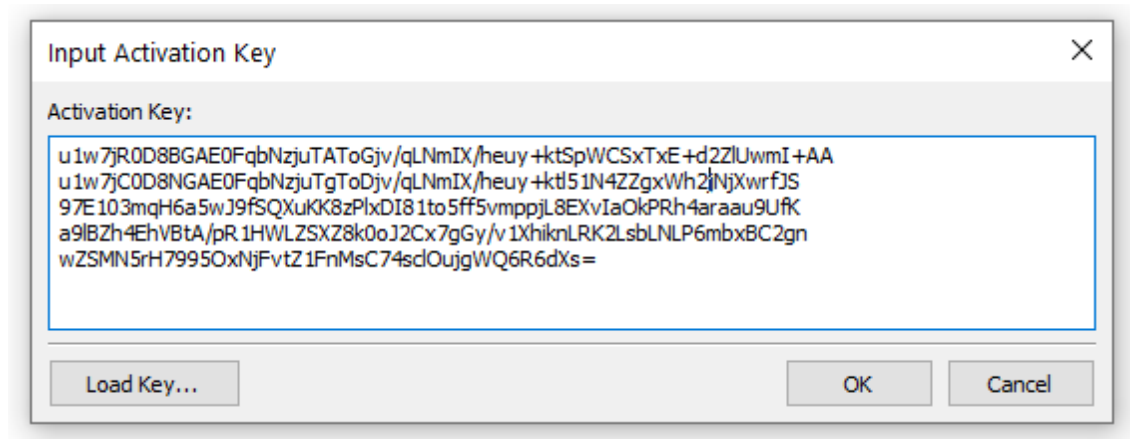 Input Activation Key
Activation Key:
u1w7jR0D8BGAE0FqbNzjuTAToGjv/qLNmIX/heuy+ktSpWCSxTxE+d2ZlUwmI+AA
u1w7jC0D8NGAE0FqbNzjuTgToDjv/qLNmIX/heuy+ktl51N4ZZgxWh2jNjXwrfJS
97E103mqH6a5wJ9fSQXuKK8zPlxDI81to5ff5vmppjL8EXvIaOkPRh4araau9UfK
a9lBZh4EhVBtA/pR1HWLZSXZ8k0oJ2Cx7gGy/v1XhiknLRK2LsbLNLP6mbxBC2gn
wZSMN5rH7995OxNjFvtZ1FnMsC74sclOujgWQ6R6dXs=
Load Key...
OK
Cancel